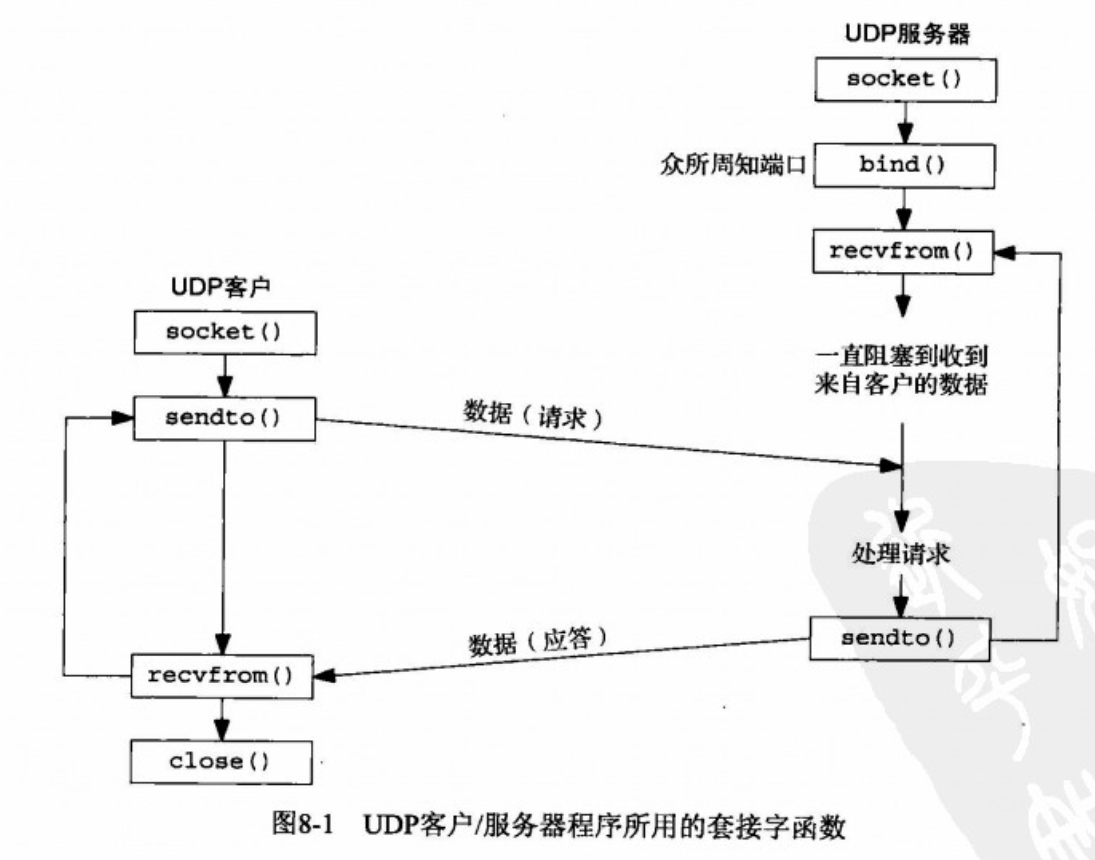 UDP服务器
socket()
众所周知端口
bind()
recvfrom()
UDP客户
socket()
一直阻塞到收到
来自客户的数据
sendto()
数据（请求）
处理请求
数据（应答）
sendto()
recvfrom()
close()
图8-1 UDP客户/服务器程序所用的套接字函数